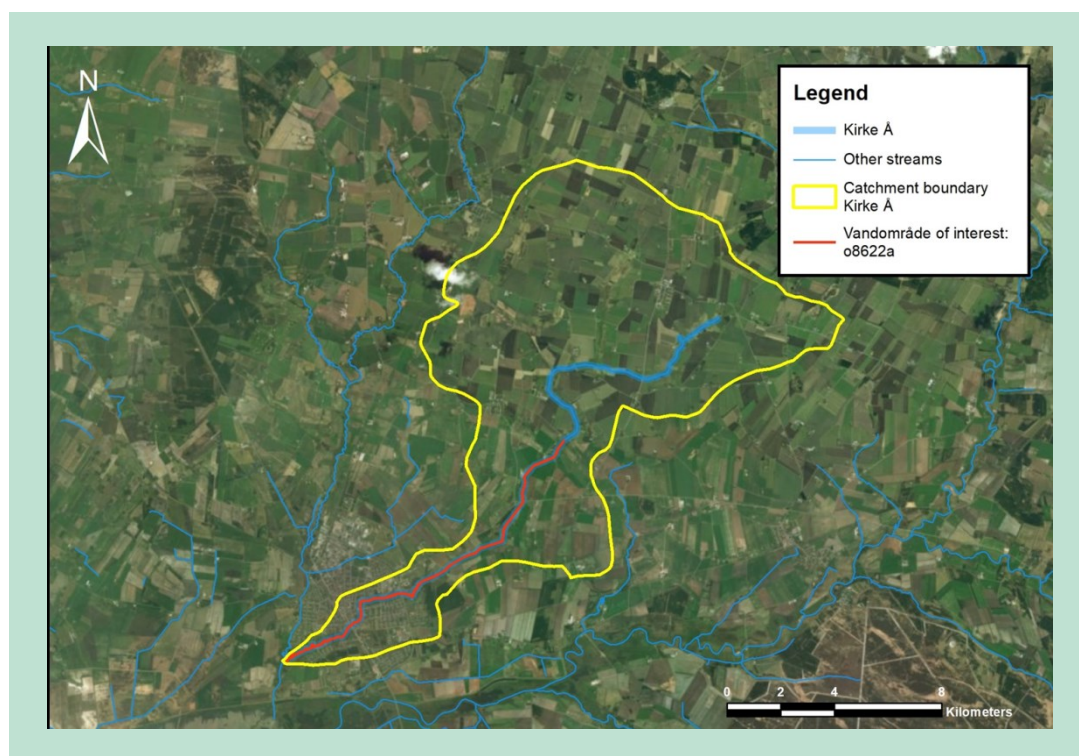 N
Legend
Kirke Å
Other streams
Catchment boundary
Kirke Å
Vandområde of interest:
o8622a
0 2 4 8
Kilometers